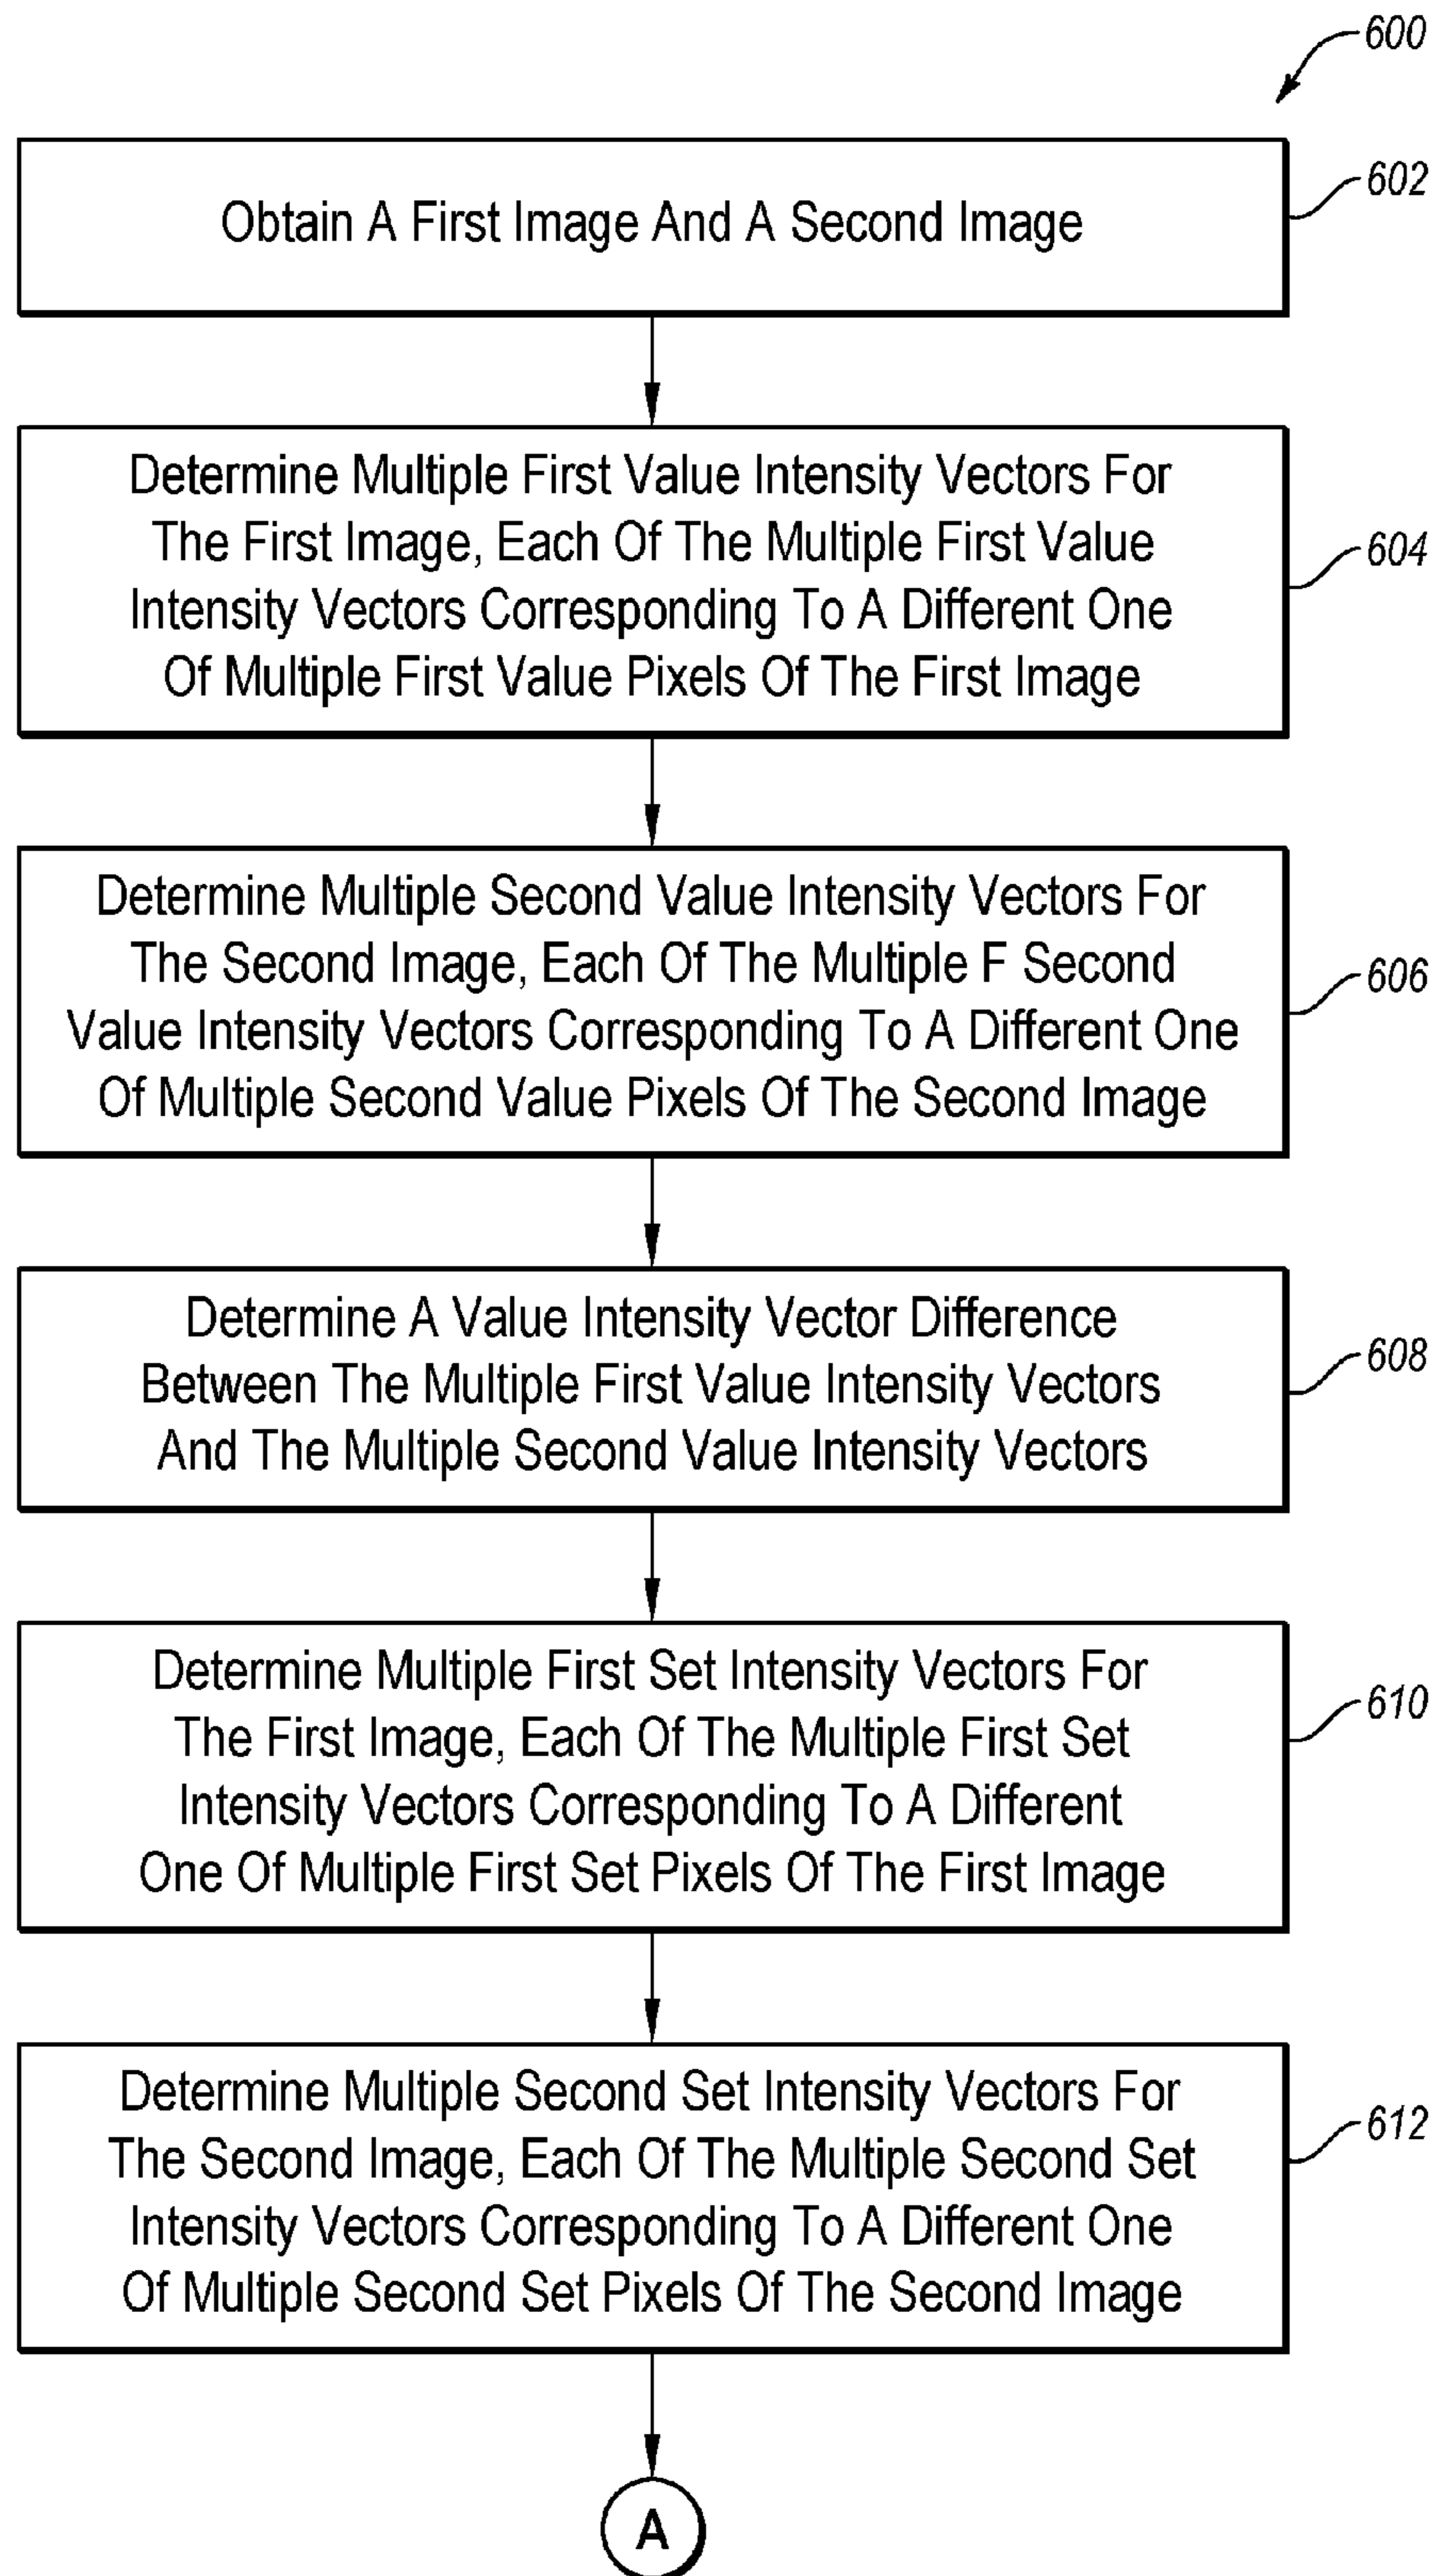 600
Obtain A First Image And A Second Image
602
Determine Multiple First Value Intensity Vectors For
The First Image, Each Of The Multiple First Value
Intensity Vectors Corresponding To A Different One
Of Multiple First Value Pixels Of The First Image
604
Determine Multiple Second Value Intensity Vectors For
The Second Image, Each Of The Multiple F Second
Value Intensity Vectors Corresponding To A Different One
Of Multiple Second Value Pixels Of The Second Image
606
Determine A Value Intensity Vector Difference
Between The Multiple First Value Intensity Vectors
And The Multiple Second Value Intensity Vectors
608
Determine Multiple First Set Intensity Vectors For
The First Image, Each Of The Multiple First Set
Intensity Vectors Corresponding To A Different
One Of Multiple First Set Pixels Of The First Image
610
Determine Multiple Second Set Intensity Vectors For
The Second Image, Each Of The Multiple Second Set
Intensity Vectors Corresponding To A Different One
Of Multiple Second Set Pixels Of The Second Image
612
A